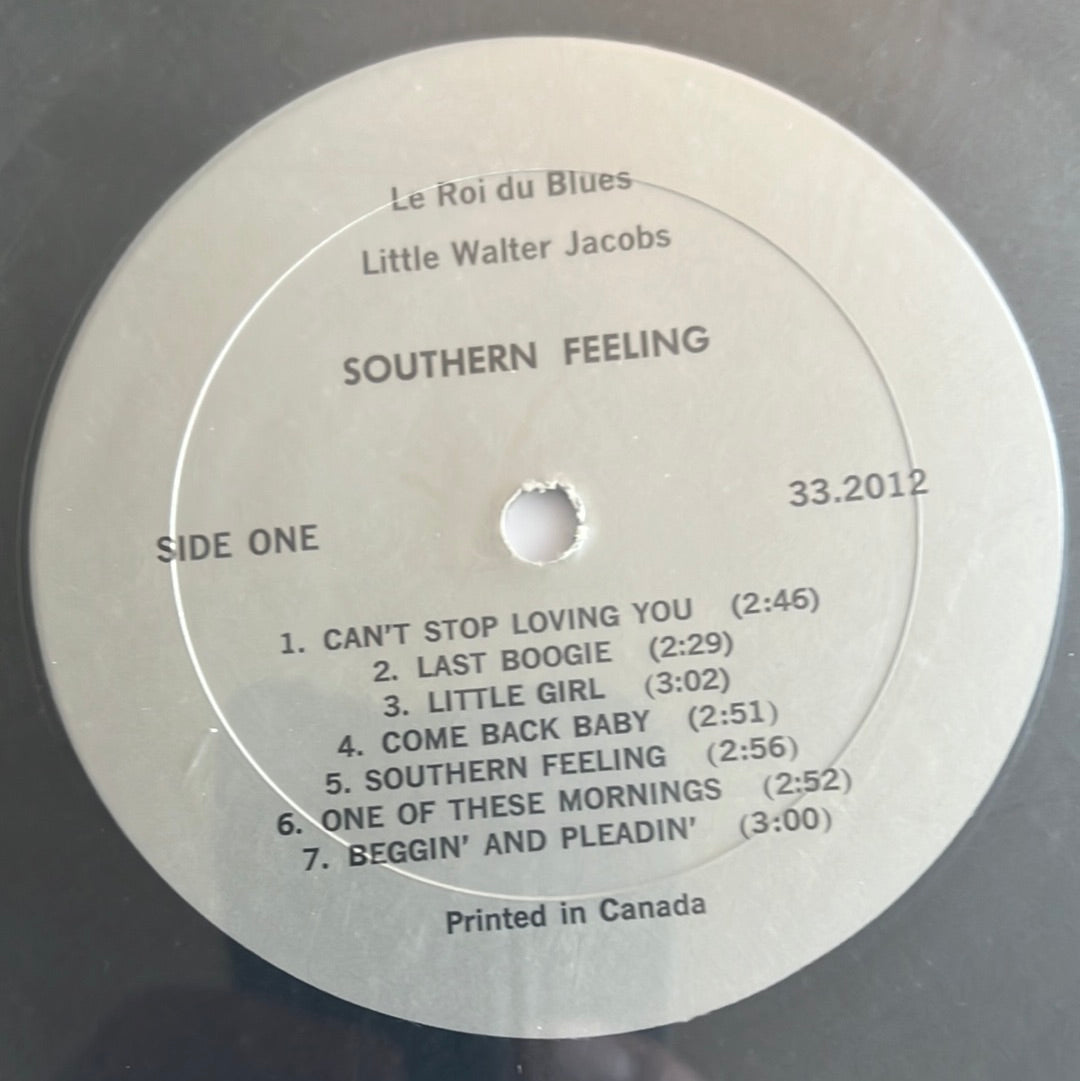 Le Roi du Blues
Little Walter Jacobs
SOUTHERN FEELING
33.2012
SIDE ONE
1. CAN'T STOP LOVING YOU (2:46)
2. LAST BOOGIE (2:29)
3. LITTLE GIRL (3:02)
4. COME BACK BABY (2:51)
5. SOUTHERN FEELING (2:56)
6. ONE OF THESE MORNINGS (2:52)
7. BEGGIN' AND PLEADIN' (3:00)
Printed in Canada